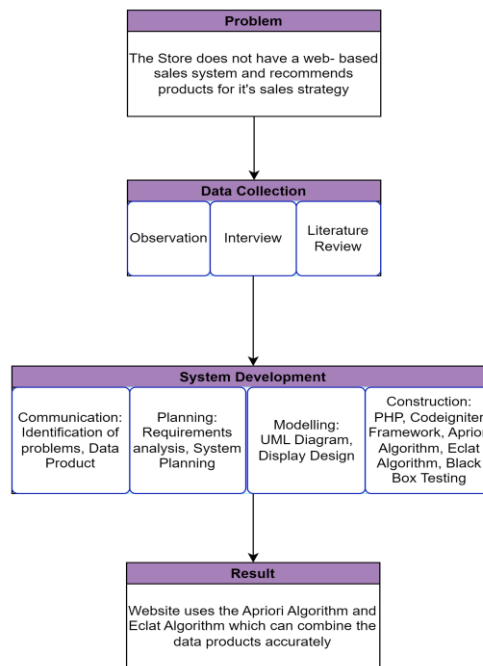 Problem
The Store does not have a web- based
sales system and recommends
products for it's sales strategy
Data Collection
Observation
Interview
Literature
Review
System Development
Communication:
Identification of
problems, Data
Product
Planning:
Requirements
analysis, System
Planning
Modelling:
UML Diagram,
Display Design
Construction:
PHP, Codeigniter
Framework, Apriori
Algorithm, Eclat
Algorithm, Black
Box Testing
Result
Website uses the Apriori Algorithm and
Eclat Algorithm which can combine the
data products accurately